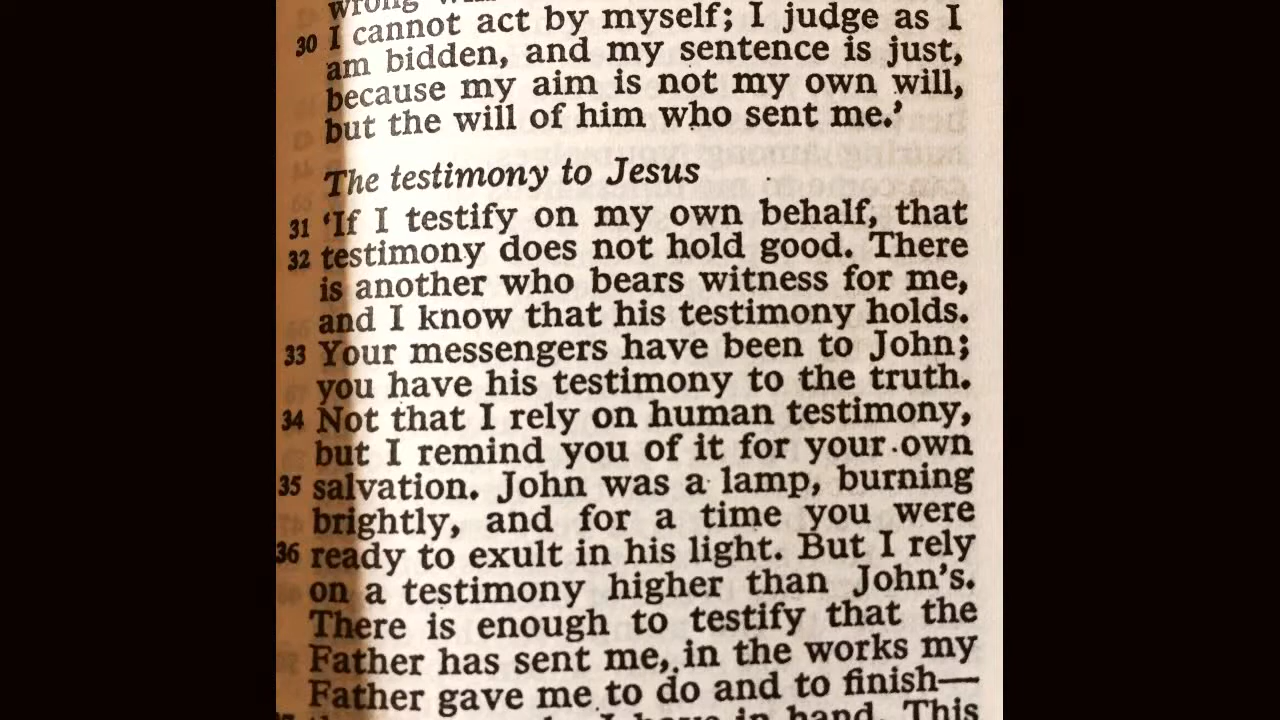 wrong
30 I cannot act by myself; I judge as I
am bidden, and my sentence is just,
because my aim is not my own will,
but the will of him who sent me.’
The testimony to Jesus
31 ‘If I testify on my own behalf, that
32 testimony does not hold good. There
is another who bears witness for me,
and I know that his testimony holds.
33 Your messengers have been to John;
you have his testimony to the truth.
34 Not that I rely on human testimony,
but I remind you of it for your own
35 salvation. John was a lamp, burning
brightly, and for a time you were
36 ready to exult in his light. But I rely
on a testimony higher than John’s.
There is enough to testify that the
Father has sent me, in the works my
Father gave me to do and to finish—
I have in hand. This